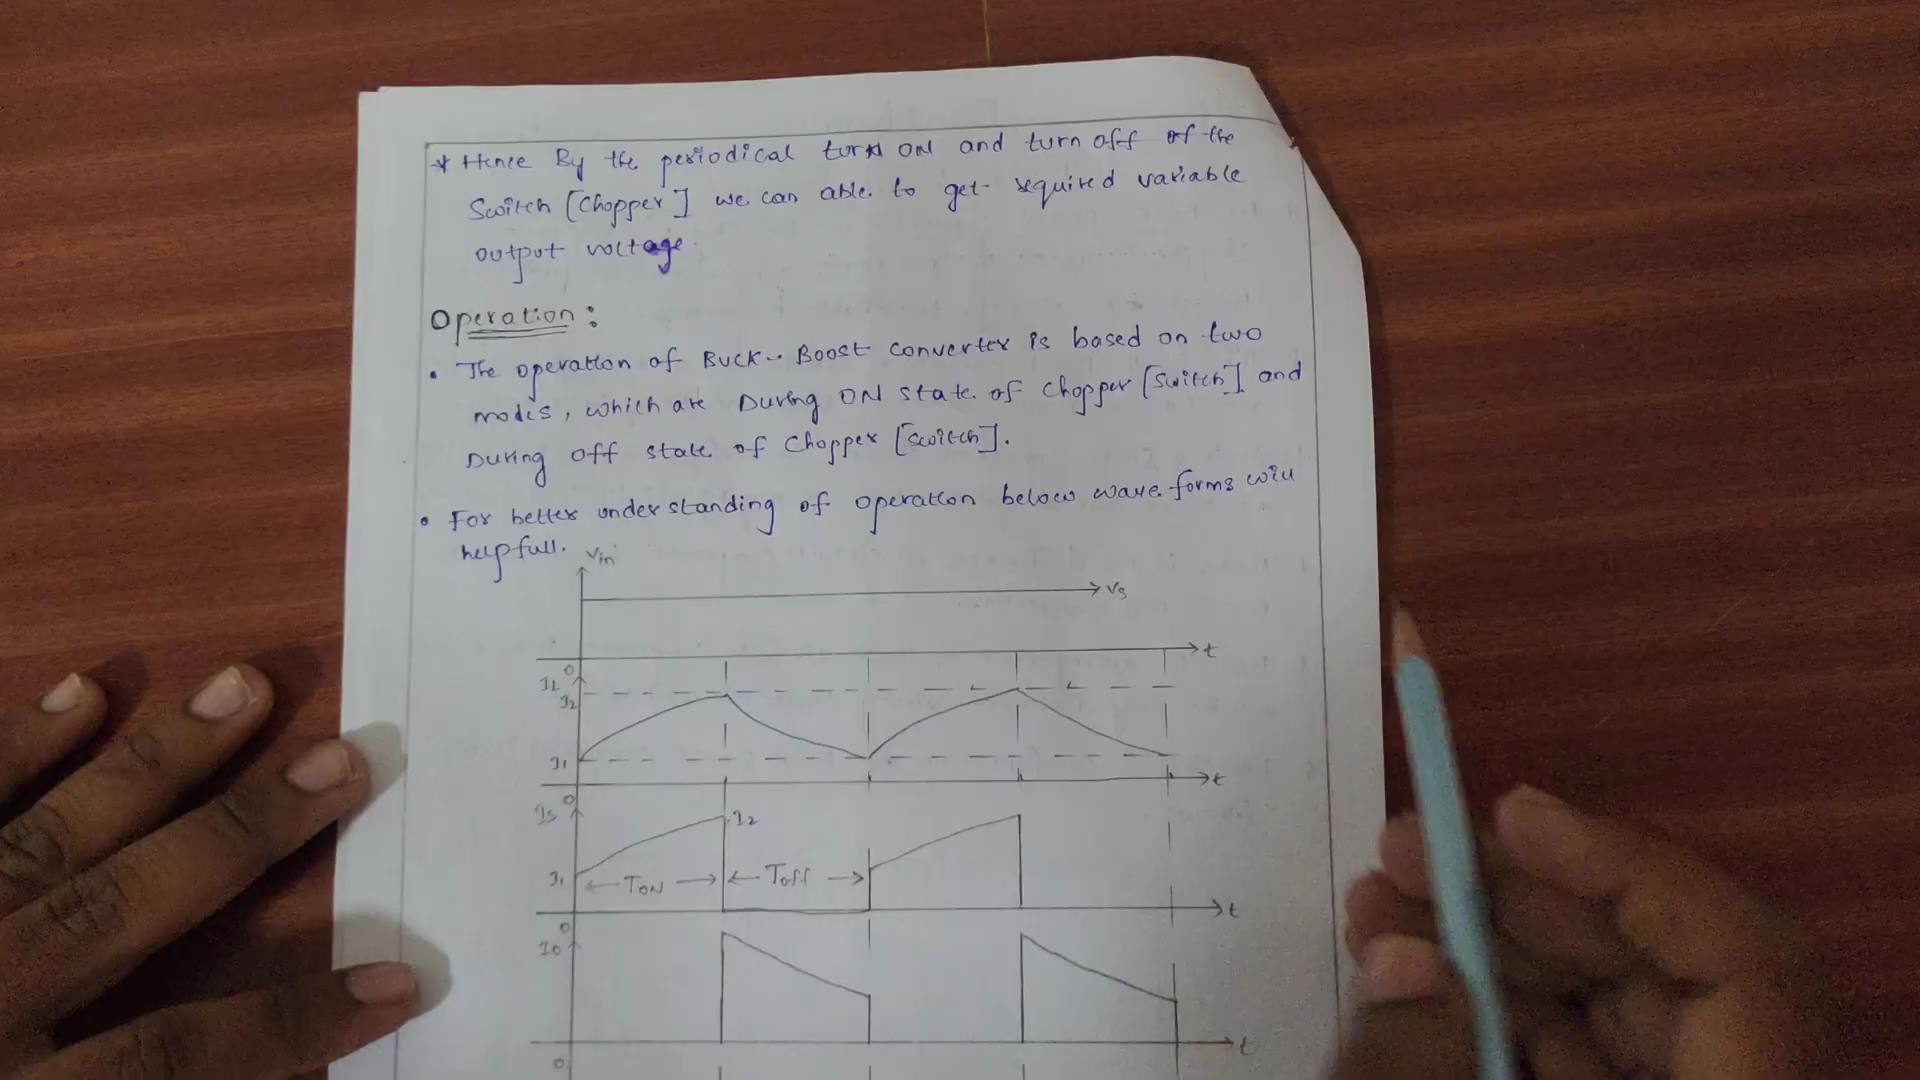 * Hence By the periodical turn ON and turn off of the
Switch [Chopper] we can able to get required variable
output voltage.
Operation:
• The operation of Buck-Boost converter is based on two
modes, which are During ON state of chopper [Switch] and
During off state of Chopper [Switch].
• For better understanding of operation below wave forms will
helpfull.
Vin
Vs
t
0
IL
I2
I1
t
0
Is
I2
I1
TON
Toff
t
0
I0
t
0